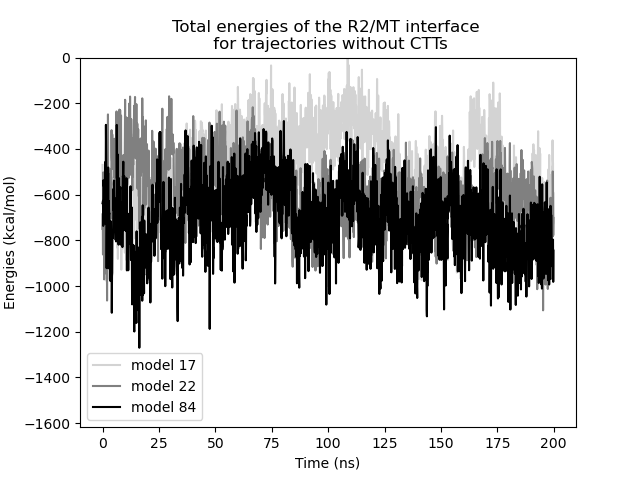 Total energies of the R2/MT interface
for trajectories without CTTs
Energies (kcal/mol)
0
−200
−400
−600
−800
−1000
−1200
−1400
−1600
model 17
model 22
model 84
0 25 50 75 100 125 150 175 200
Time (ns)